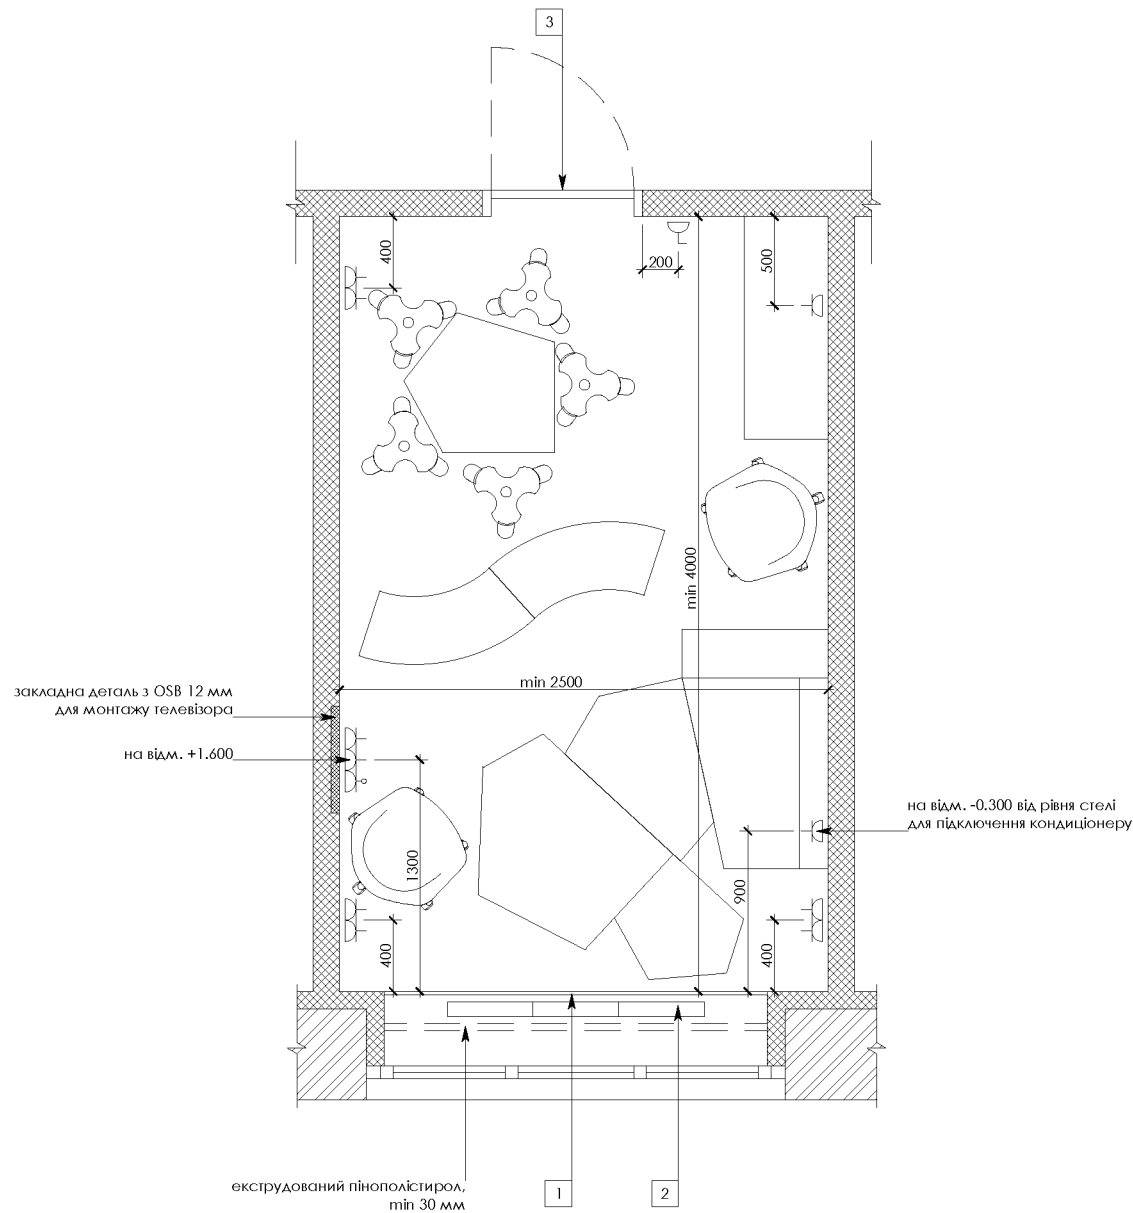 3
400
200
500
min 4000
min 2500
закладна деталь з OSB 12 мм
для монтажу телевізора
на відм. +1.600
на відм. -0.300 від рівня стелі
для підключення кондиціонеру
1300
900
400
400
екструдований пінополістирол,
min 30 мм
1
2